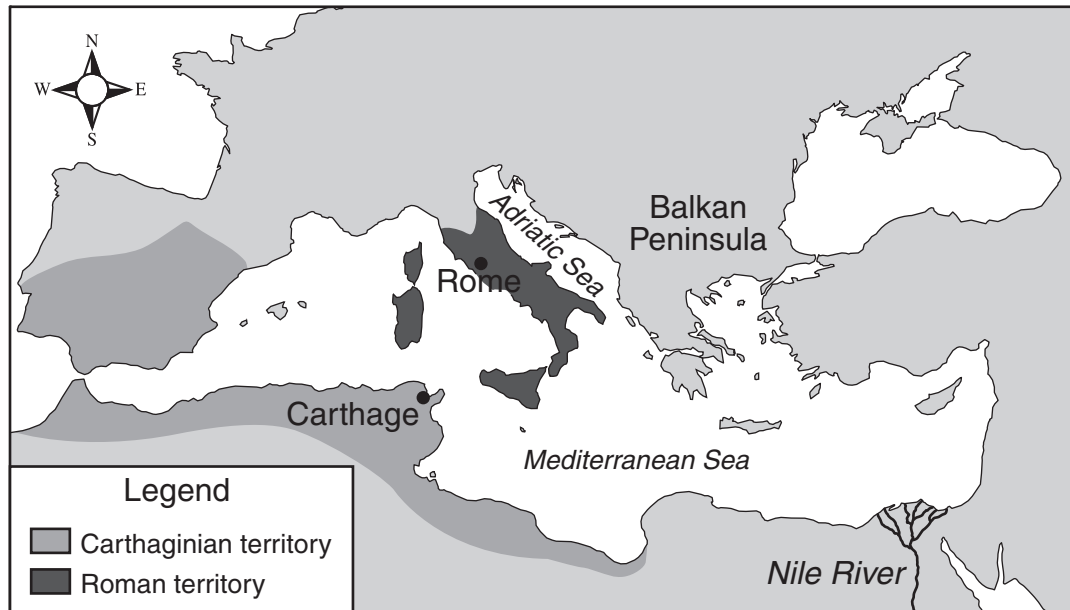 N
W E
S
Adriatic Sea
Balkan
Peninsula
Rome
Carthage
Mediterranean Sea
Nile River
Legend
Carthaginian territory
Roman territory